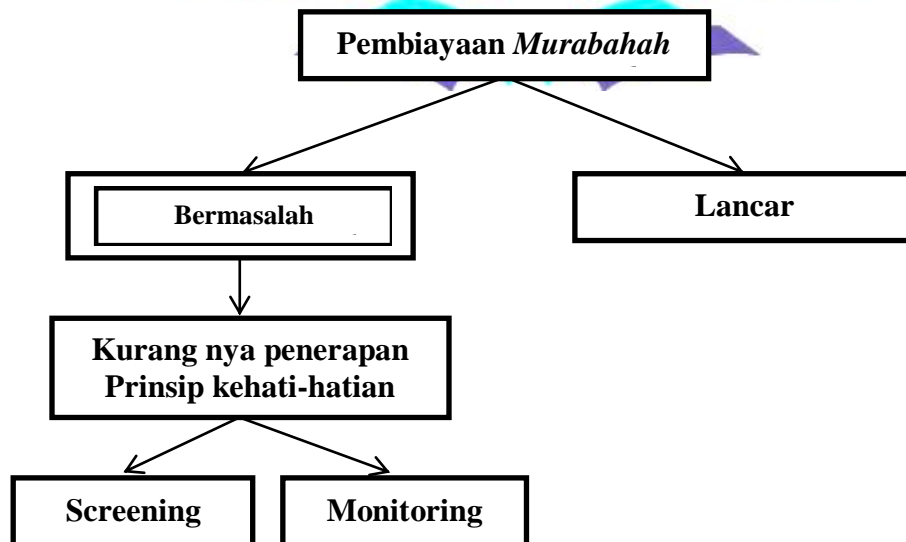 Pembiayaan Murabahah
Bermasalah
Lancar
Kurang nya penerapan
Prinsip kehati-hatian
Screening
Monitoring